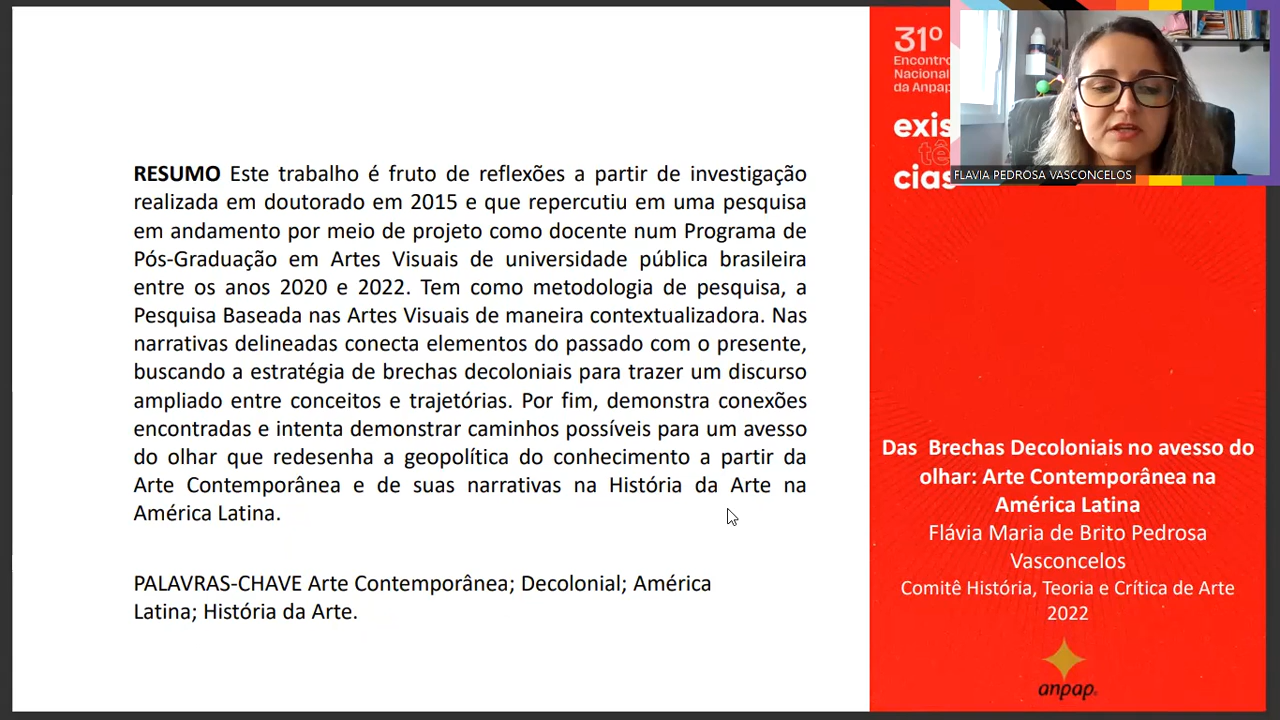 RESUMO Este trabalho é fruto de reflexões a partir de investigação
realizada em doutorado em 2015 e que repercutiu em uma pesquisa
em andamento por meio de projeto como docente num Programa de
Pós-Graduação em Artes Visuais de universidade pública brasileira
entre os anos 2020 e 2022. Tem como metodologia de pesquisa, a
Pesquisa Baseada nas Artes Visuais de maneira contextualizadora. Nas
narrativas delineadas conecta elementos do passado com o presente,
buscando a estratégia de brechas decoloniais para trazer um discurso
ampliado entre conceitos e trajetórias. Por fim, demonstra conexões
encontradas e intenta demonstrar caminhos possíveis para um avesso
do olhar que redesenha a geopolítica do conhecimento a partir da
Arte Contemporânea e de suas narrativas na História da Arte na
América Latina.
PALAVRAS-CHAVE Arte Contemporânea; Decolonial; América
Latina; História da Arte.
31º
Encontro
Nacional
da Anpap
exis
tê
cias
FLAVIA PEDROSA VASCONCELOS
Das Brechas Decoloniais no avesso do
olhar: Arte Contemporânea na
América Latina
Flávia Maria de Brito Pedrosa
Vasconcelos
Comitê História, Teoria e Crítica de Arte
2022
anpap